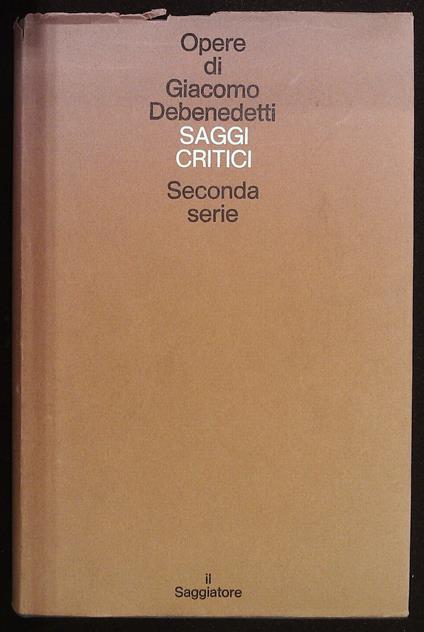 Opere
di
Giacomo
Debenedetti
SAGGI
CRITICI
Seconda
serie
il
Saggiatore